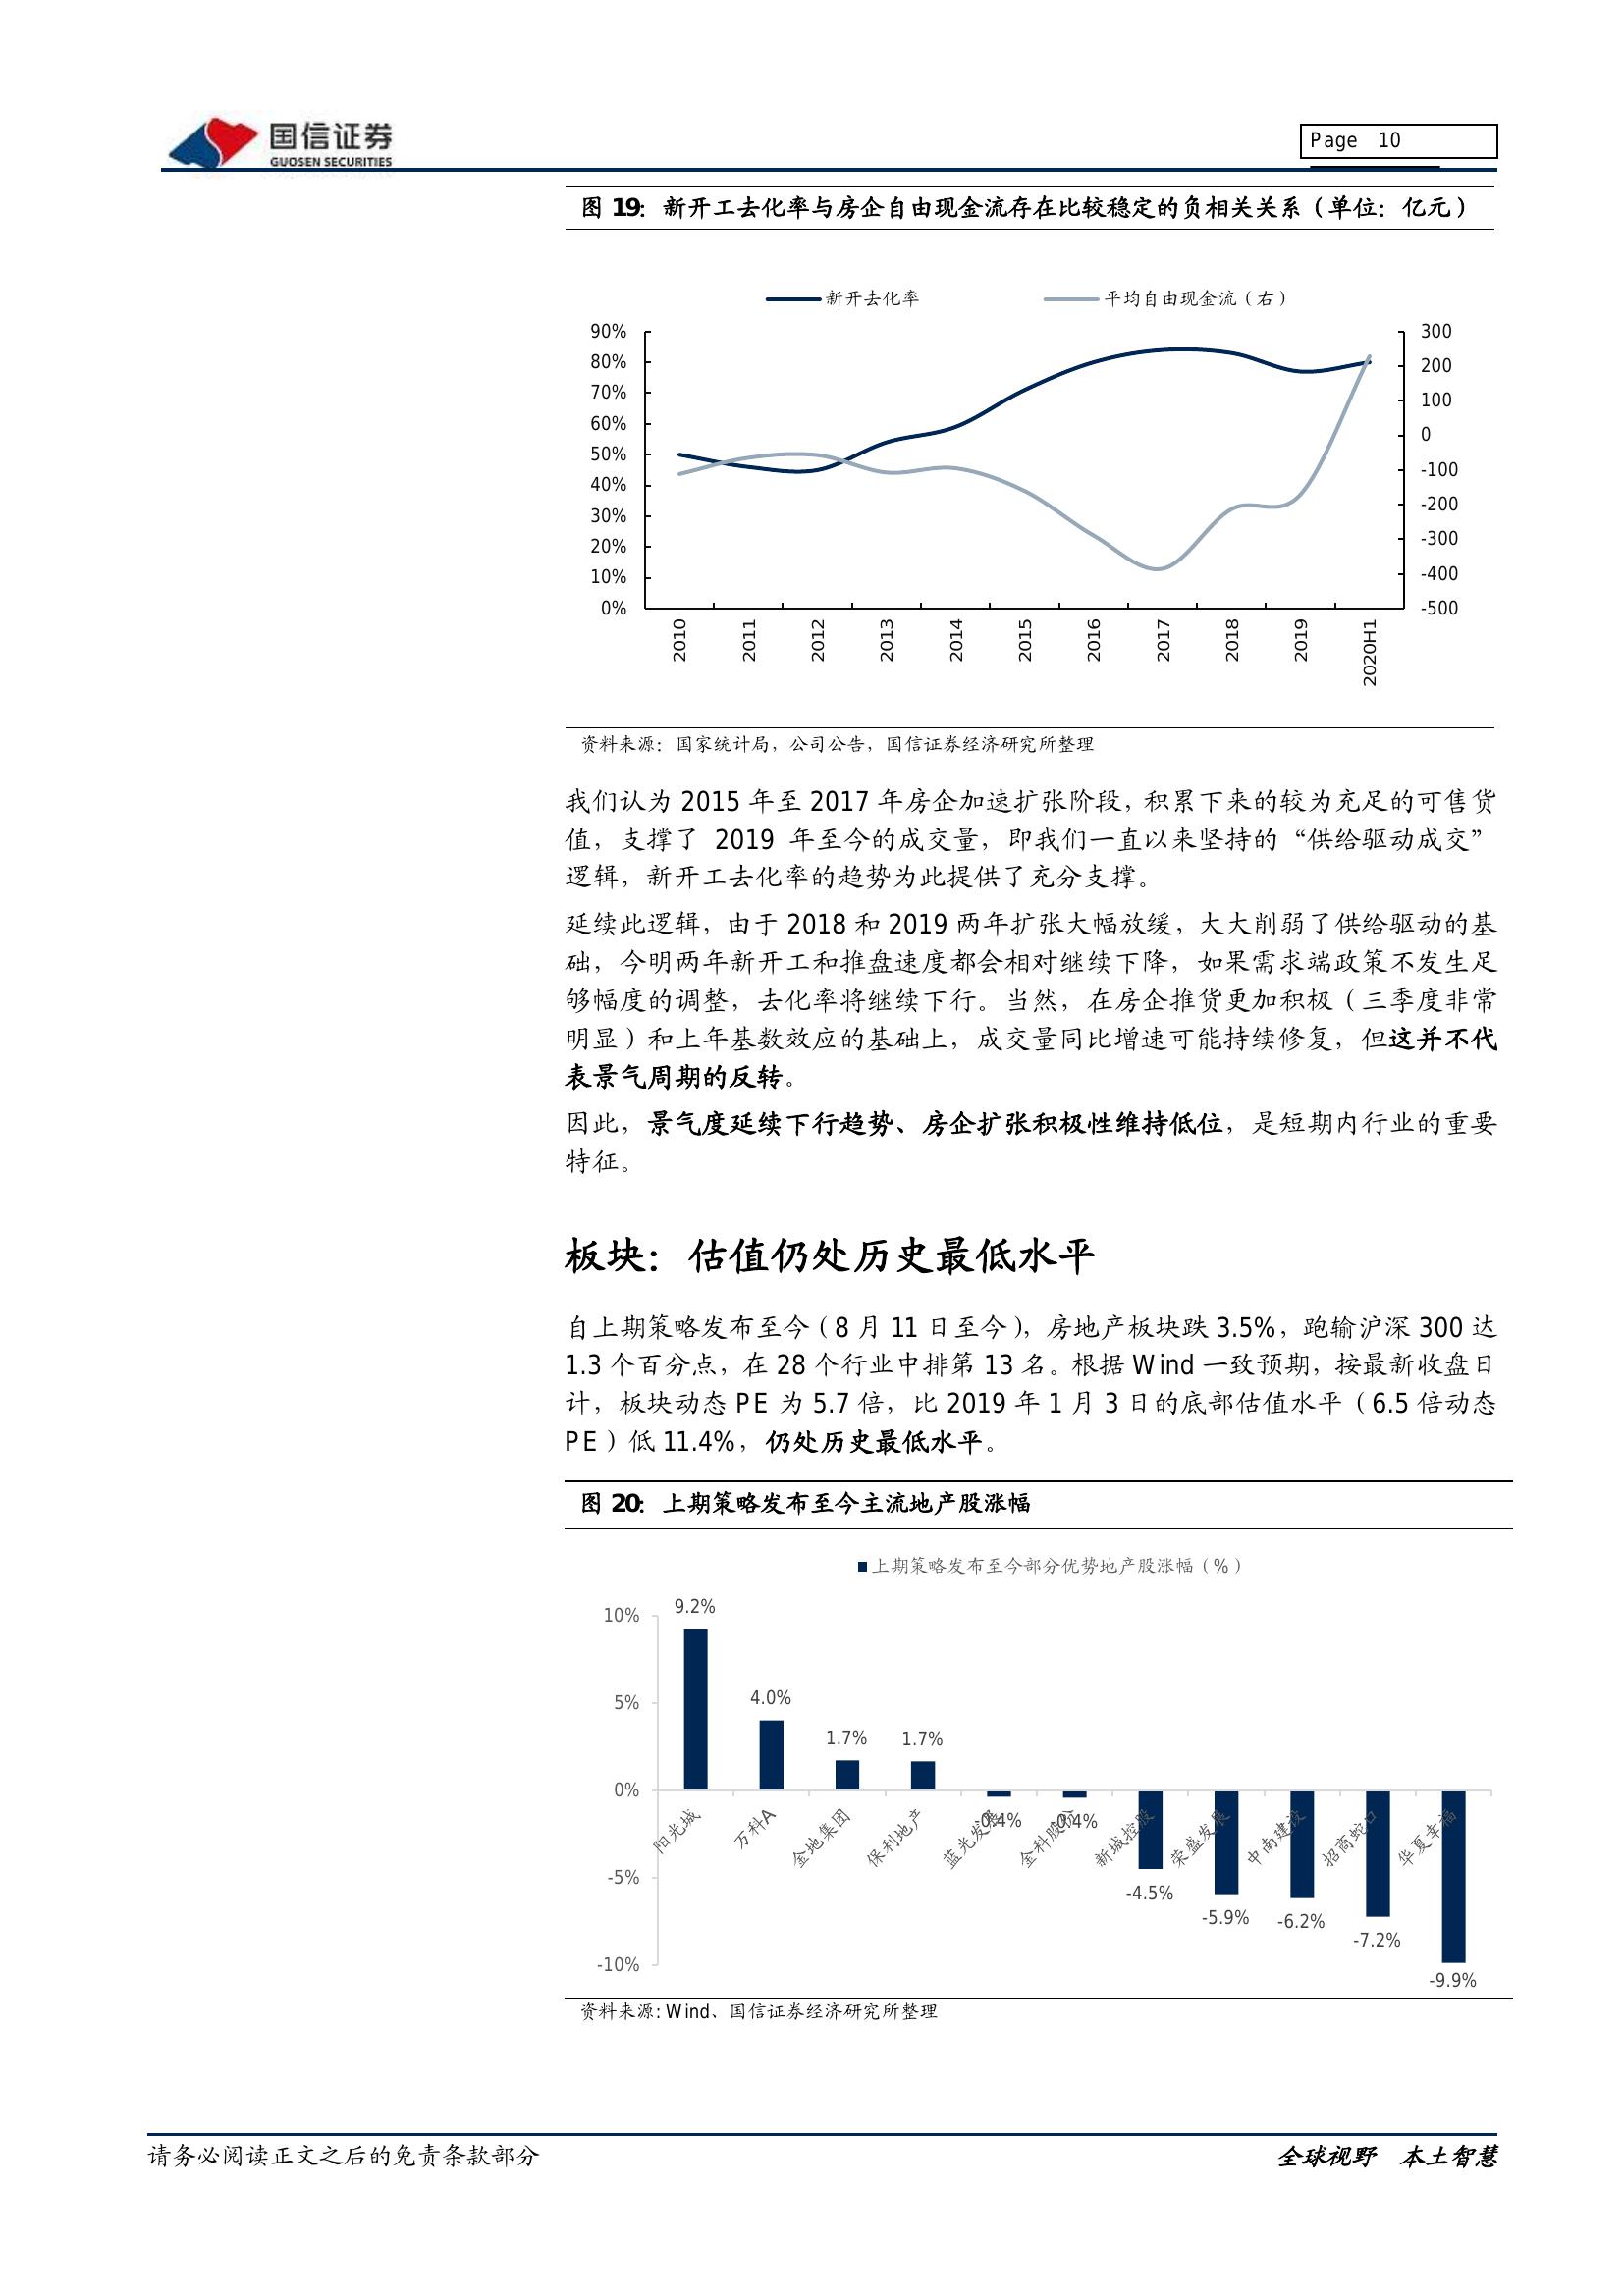 国信证券
GUOSEN SECURITIES
Page 10
图 19: 新开工去化率与房企自由现金流存在比较稳定的负相关关系（单位：亿元）
新开去化率
平均自由现金流（右）
90%
80%
70%
60%
50%
40%
30%
20%
10%
0%
300
200
100
0
-100
-200
-300
-400
-500
2010
2011
2012
2013
2014
2015
2016
2017
2018
2019
2020H1
资料来源：国家统计局，公司公告，国信证券经济研究所整理
我们认为 2015 年至 2017 年房企加速扩张阶段，积累下来的较为充足的可售货
值，支撑了 2019 年至今的成交量，即我们一直以来坚持的“供给驱动成交”
逻辑，新开工去化率的趋势为此提供了充分支撑。
延续此逻辑，由于 2018 和 2019 两年扩张大幅放缓，大大削弱了供给驱动的基
础，今明两年新开工和推盘速度都会相对继续下降，如果需求端政策不发生足
够幅度的调整，去化率将继续下行。当然，在房企推货更加积极（三季度非常
明显）和上年基数效应的基础上，成交量同比增速可能持续修复，但这并不代
表景气周期的反转。
因此，景气度延续下行趋势、房企扩张积极性维持低位，是短期内行业的重要
特征。
板块：估值仍处历史最低水平
自上期策略发布至今（8 月 11 日至今），房地产板块跌 3.5%，跑输沪深 300 达
1.3 个百分点，在 28 个行业中排第 13 名。根据 Wind 一致预期，按最新收盘日
计，板块动态 PE 为 5.7 倍，比 2019 年 1 月 3 日的底部估值水平（6.5 倍动态
PE）低 11.4%，仍处历史最低水平。
图 20: 上期策略发布至今主流地产股涨幅
上期策略发布至今部分优势地产股涨幅（%）
10%
5%
0%
-5%
-10%
9.2%
4.0%
1.7%
1.7%
-0.4%
-0.4%
-4.5%
-5.9%
-6.2%
-7.2%
-9.9%
阳光城
万科A
金地集团
保利地产
蓝光发展
金科股份
新城控股
荣盛发展
中南建设
招商蛇口
华夏幸福
资料来源: Wind、国信证券经济研究所整理
请务必阅读正文之后的免责条款部分
全球视野 本土智慧